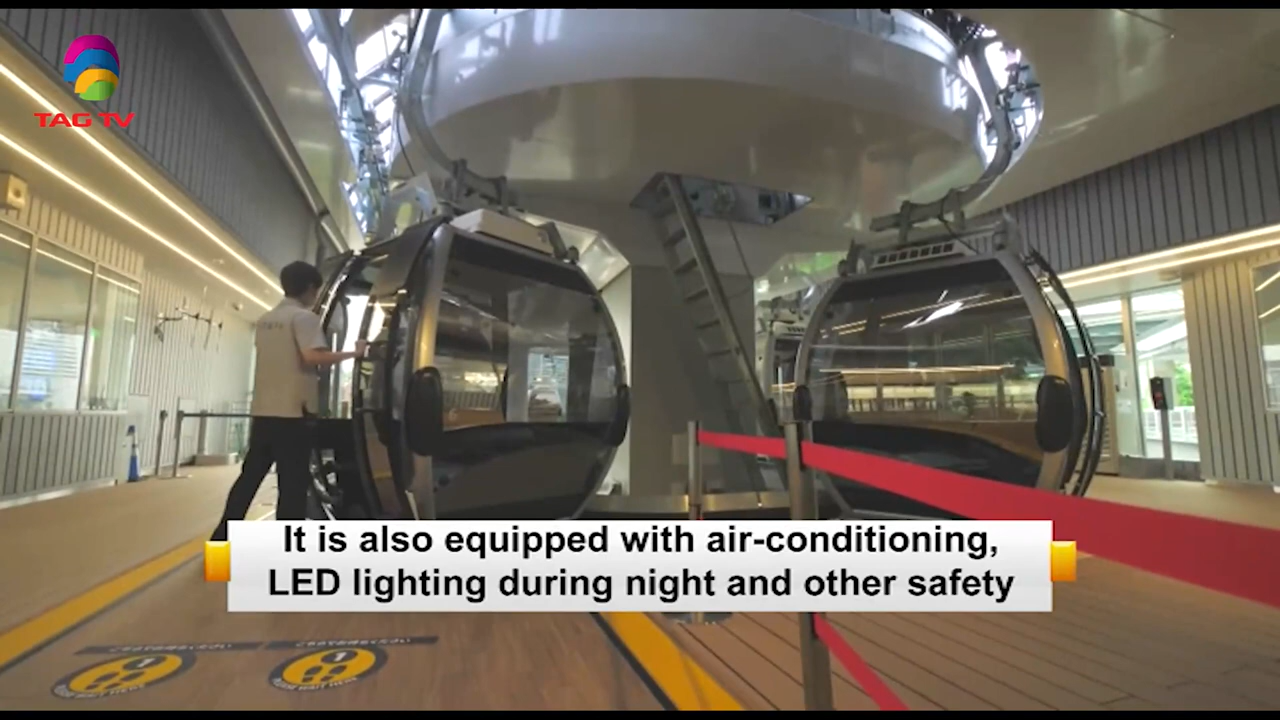 TAG TV
It is also equipped with air-conditioning,
LED lighting during night and other safety